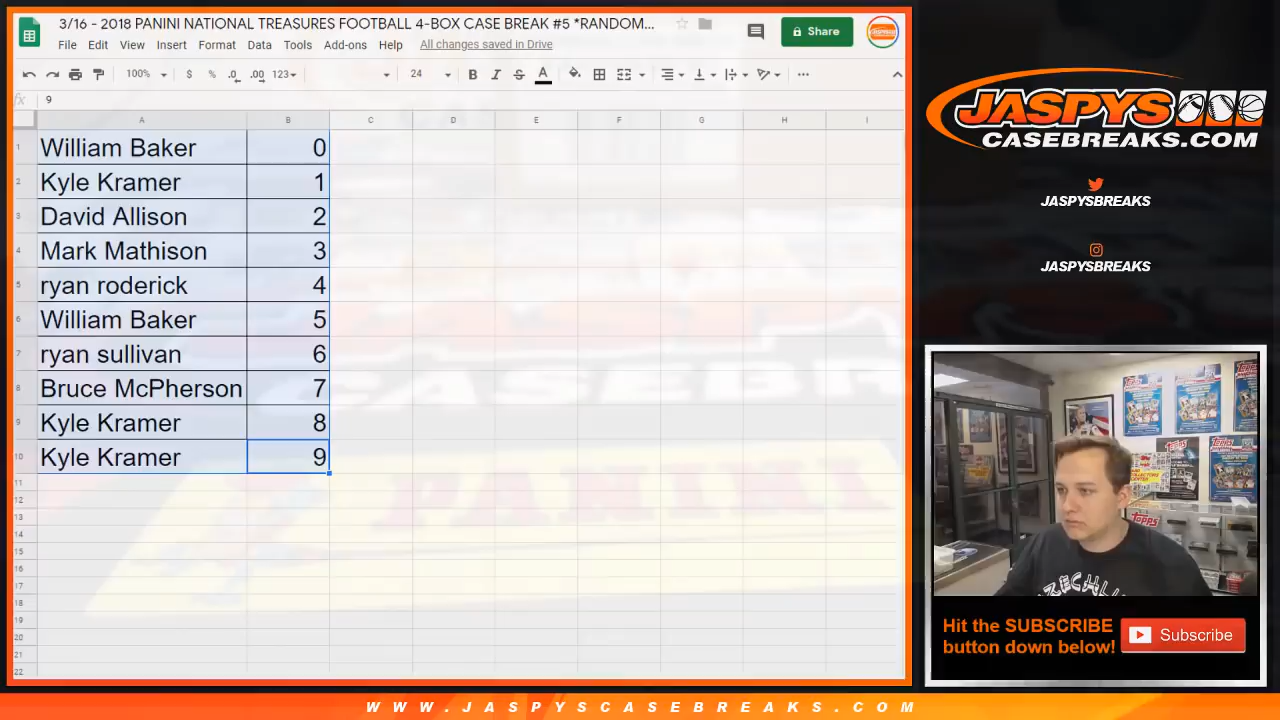 3/16 - 2018 PANINI NATIONAL TREASURES FOOTBALL 4-BOX CASE BREAK #5 *RANDOM...
File Edit View Insert Format Data Tools Add-ons Help All changes saved in Drive
Share
100% $ % .0 .00 123 24 B I S A
fx 9
A B C D E F G H I
1 William Baker 0
2 Kyle Kramer 1
3 David Allison 2
4 Mark Mathison 3
5 ryan roderick 4
6 William Baker 5
7 ryan sullivan 6
8 Bruce McPherson 7
9 Kyle Kramer 8
10 Kyle Kramer 9
11
12
13
14
15
16
17
18
19
20
21
22
JASPYS
CASEBREAKS.COM
JASPYSBREAKS
JASPYSBREAKS
TOPPS
Hit the SUBSCRIBE
button down below!
Subscribe
WWW.JASPYSCASEBREAKS.COM